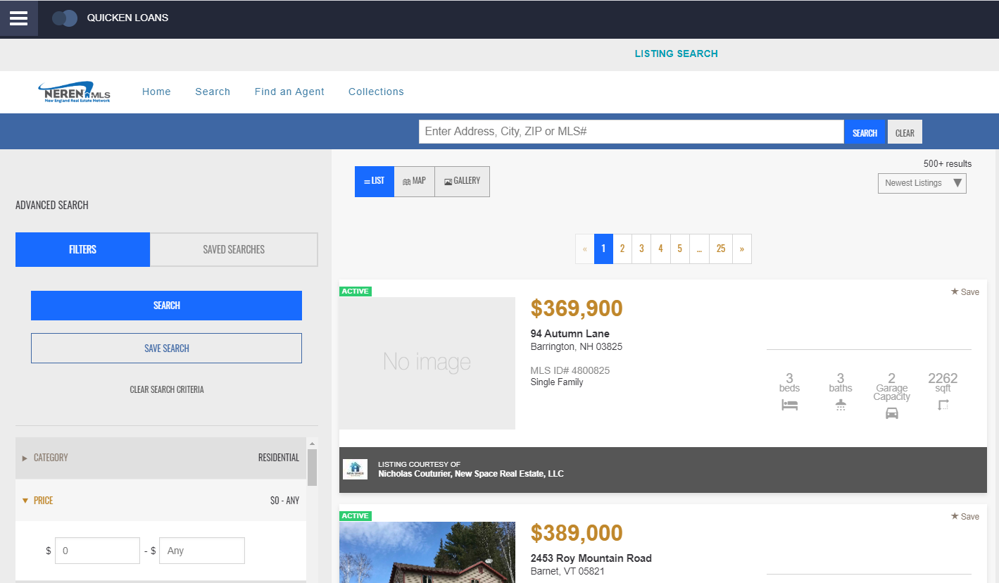 QUICKEN LOANS
LISTING SEARCH
NEREN MLS
New England Real Estate Network
Home Search Find an Agent Collections
Enter Address, City, ZIP or MLS# SEARCH CLEAR
500+ results
LIST MAP GALLERY
Newest Listings
ADVANCED SEARCH
FILTERS SAVED SEARCHES
SEARCH
SAVE SEARCH
CLEAR SEARCH CRITERIA
CATEGORY RESIDENTIAL
PRICE $0 - ANY
$ 0 - $ Any
« 1 2 3 4 5 ... 25 »
ACTIVE
★ Save
No image
$369,900
94 Autumn Lane
Barrington, NH 03825
MLS ID# 4800825
Single Family
3 beds
3 baths
2 Garage Capacity
2262 sqft
NEW SPACE
LISTING COURTESY OF
Nicholas Couturier, New Space Real Estate, LLC
ACTIVE
★ Save
$389,000
2453 Roy Mountain Road
Barnet, VT 05821